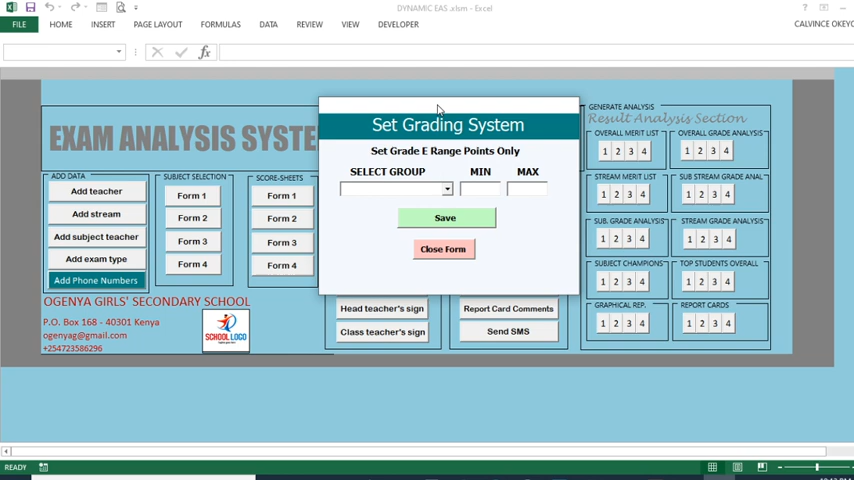 DYNAMIC EAS .xlsm - Excel
FILE
HOME
INSERT
PAGE LAYOUT
FORMULAS
DATA
REVIEW
VIEW
DEVELOPER
fx
EXAM ANALYSIS SYSTE
ADD DATA
Add teacher
Add stream
Add subject teacher
Add exam type
Add Phone Numbers
SUBJECT SELECTION
Form 1
Form 2
Form 3
Form 4
SCORE-SHEETS
Form 1
Form 2
Form 3
Form 4
OGENYA GIRLS' SECONDARY SCHOOL
P.O. Box 168 - 40301 Kenya
ogenyag@gmail.com
+254723586296
SCHOOL LOGO
Set Grading System
Set Grade E Range Points Only
SELECT GROUP
MIN
MAX
Save
Close Form
Head teacher's sign
Class teacher's sign
Report Card Comments
Send SMS
GENERATE ANALYSIS
Result Analysis Section
OVERALL MERIT LIST
1 2 3 4
OVERALL GRADE ANALYSIS
1 2 3 4
STREAM MERIT LIST
1 2 3 4
SUB STREAM GRADE ANAL
1 2 3 4
SUB. GRADE ANALYSIS
1 2 3 4
STREAM GRADE ANALYSIS
1 2 3 4
SUBJECT CHAMPIONS
1 2 3 4
TOP STUDENTS OVERALL
1 2 3 4
GRAPHICAL REP.
1 2 3 4
REPORT CARDS
1 2 3 4
READY